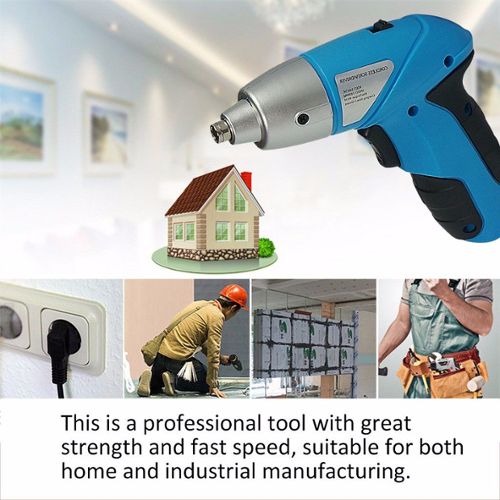 This is a professional tool with great
strength and fast speed, suitable for both
home and industrial manufacturing.